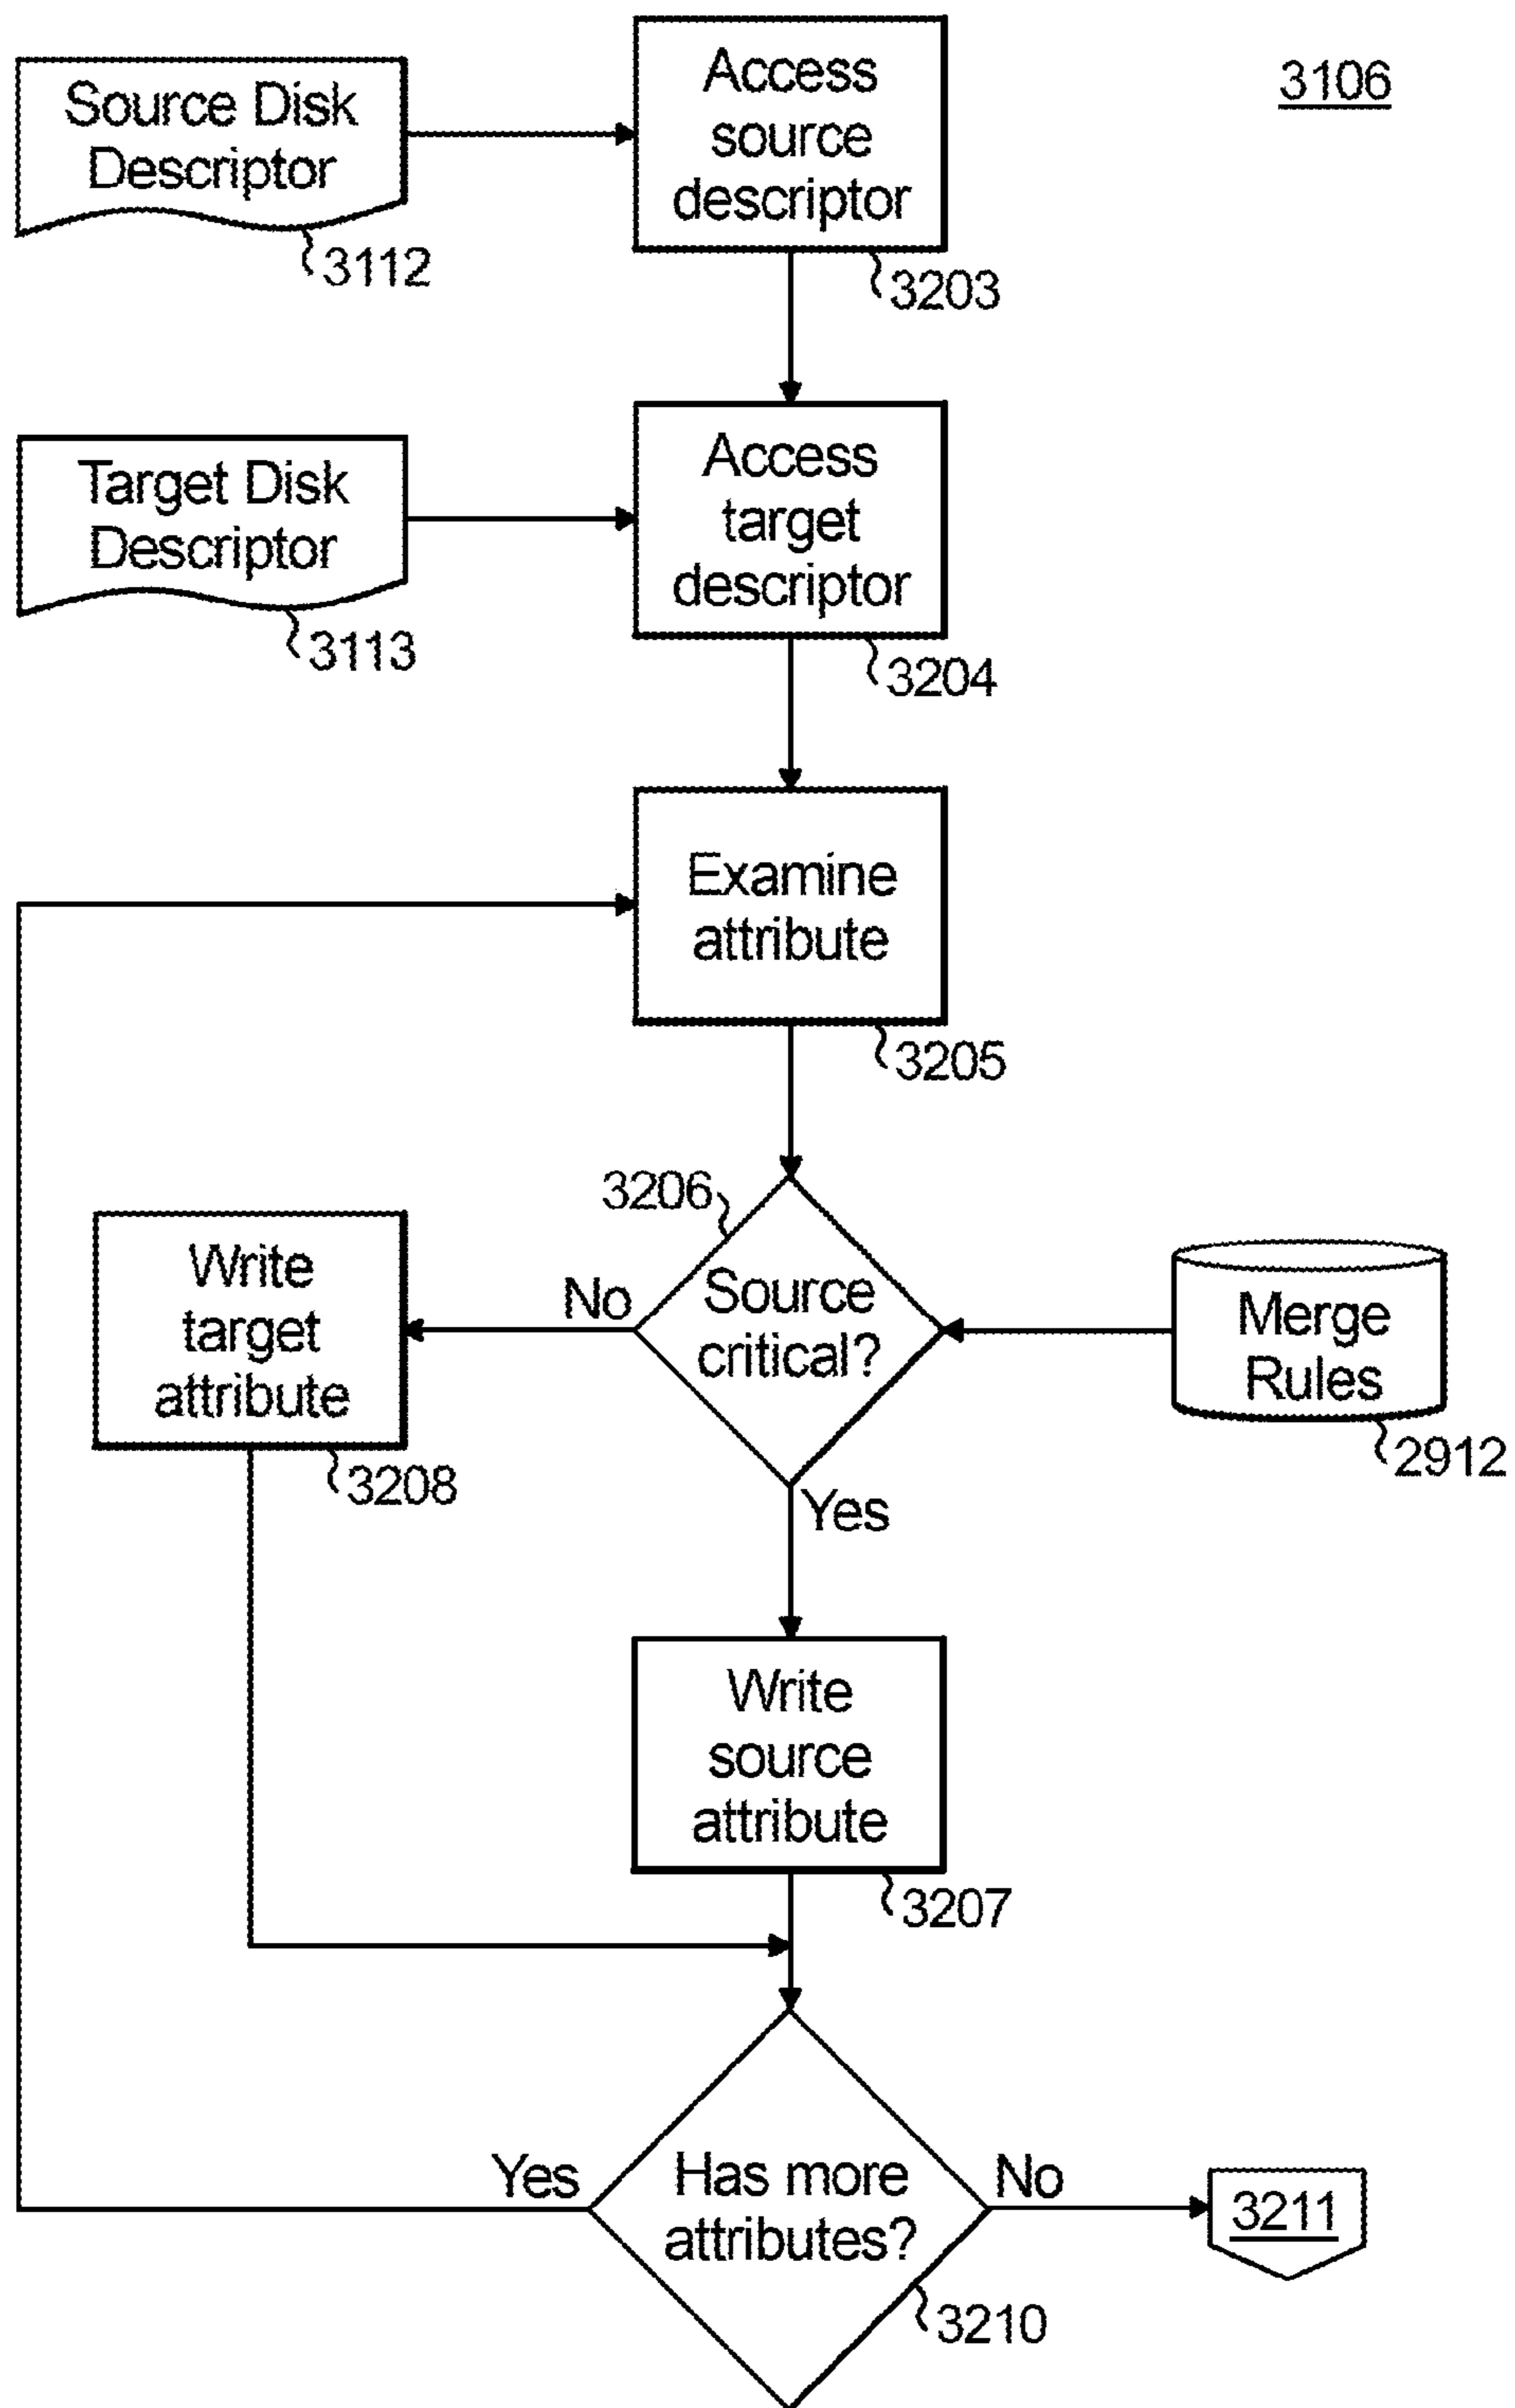 3106
Source Disk
Descriptor
3112
Access
source
descriptor
3203
Target Disk
Descriptor
3113
Access
target
descriptor
3204
Examine
attribute
3205
3206
Source
critical?
No
Yes
Merge
Rules
2912
Write
target
attribute
3208
Write
source
attribute
3207
Has more
attributes?
Yes
No
3210
3211